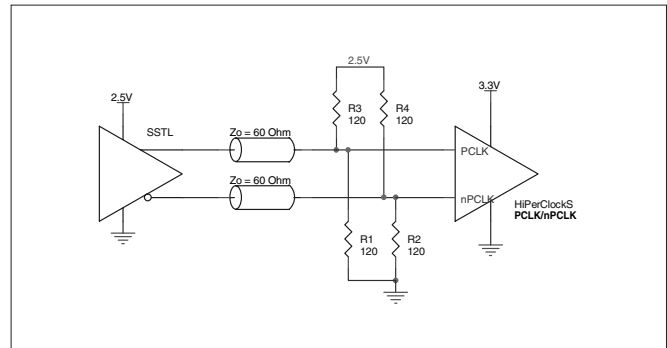 2.5V
3.3V
2.5V
R3
120
R4
120
SSTL
Zo = 60 Ohm
PCLK
Zo = 60 Ohm
nPCLK
HiPerClockS
PCLK/nPCLK
R1
120
R2
120